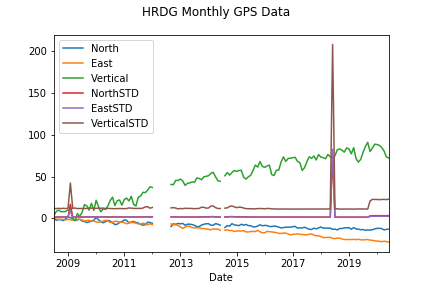 HRDG Monthly GPS Data
North
East
Vertical
NorthSTD
EastSTD
VerticalSTD
200
150
100
50
0
2009 2011 2013 2015 2017 2019
Date